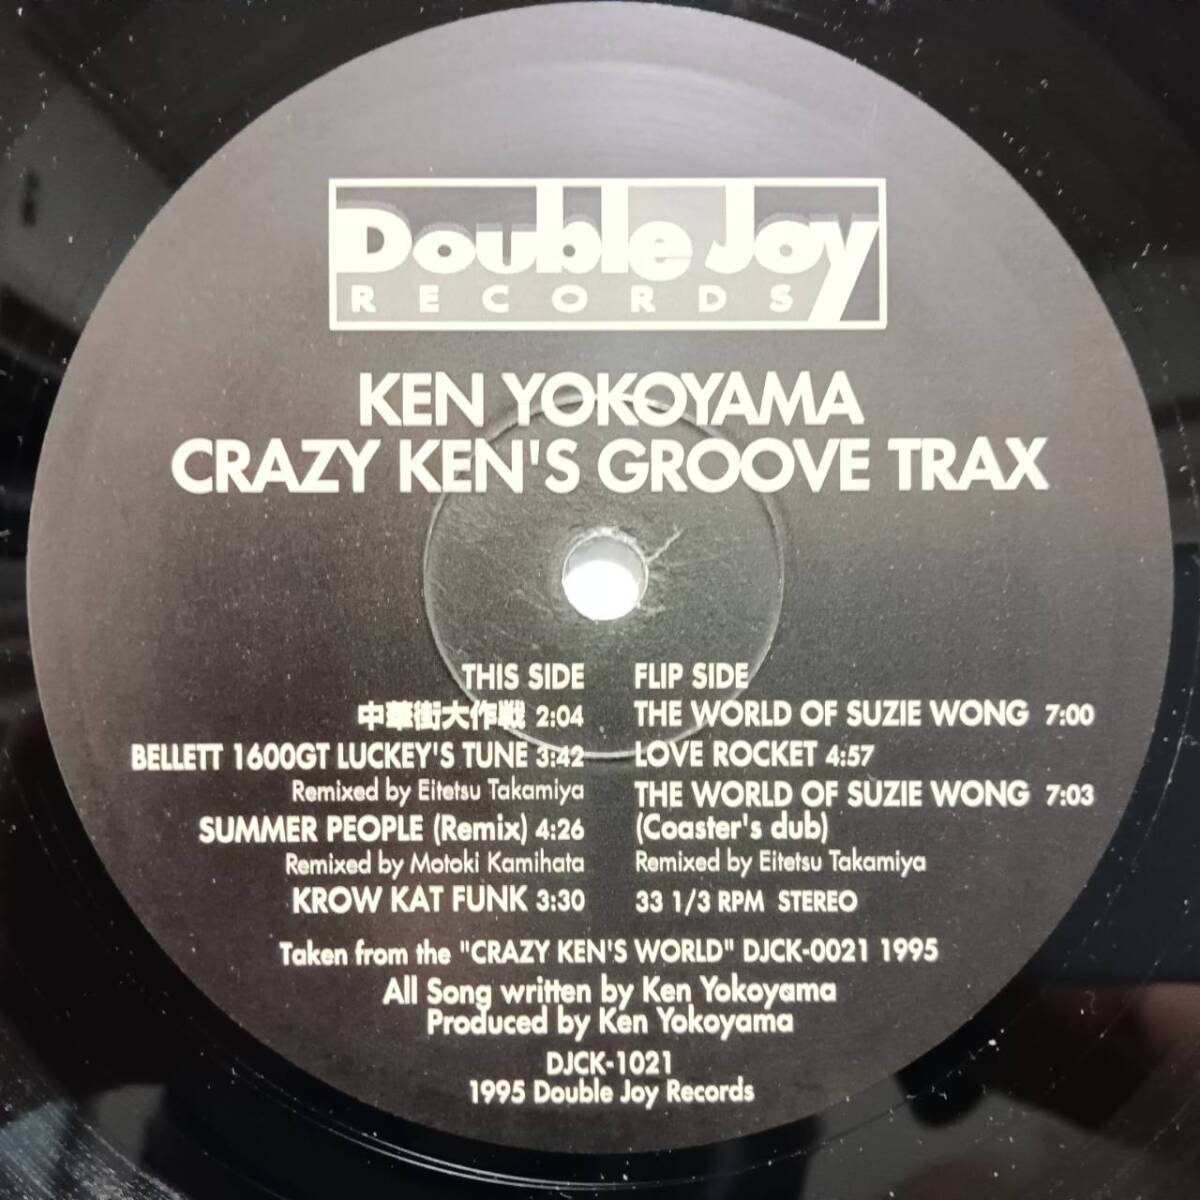 Double Joy
RECORDS
KEN YOKOYAMA
CRAZY KEN'S GROOVE TRAX
THIS SIDE
中華街大作戦 2:04
BELLETT 1600GT LUCKEY'S TUNE 3:42
Remixed by Eitetsu Takamiya
SUMMER PEOPLE (Remix) 4:26
Remixed by Motoki Kamihata
KROW KAT FUNK 3:30
FLIP SIDE
THE WORLD OF SUZIE WONG 7:00
LOVE ROCKET 4:57
THE WORLD OF SUZIE WONG 7:03
(Coaster's dub)
Remixed by Eitetsu Takamiya
33 1/3 RPM STEREO
Taken from the "CRAZY KEN'S WORLD" DJCK-0021 1995
All Song written by Ken Yokoyama
Produced by Ken Yokoyama
DJCK-1021
1995 Double Joy Records